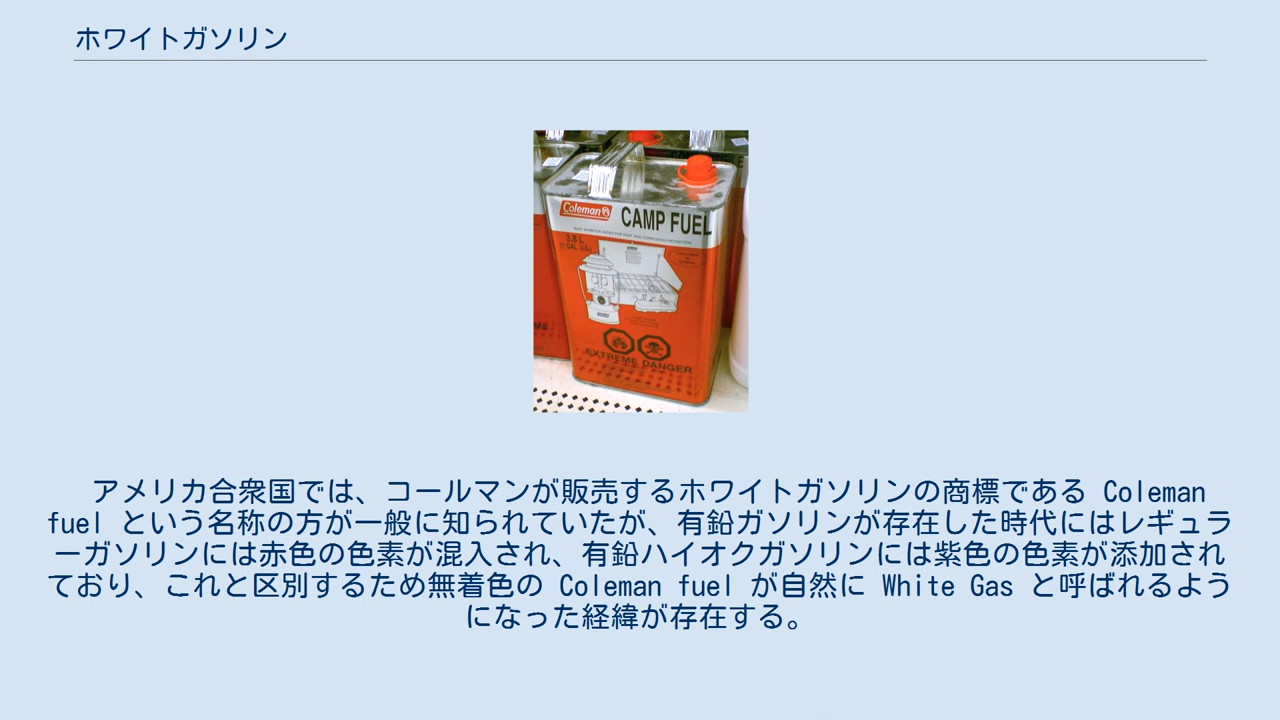 ホワイトガソリン
Coleman
CAMP FUEL
3.8 L
(1 GAL. U.S.)
EXTREME DANGER
アメリカ合衆国では、コールマンが販売するホワイトガソリンの商標である Coleman
fuel という名称の方が一般に知られていたが、有鉛ガソリンが存在した時代にはレギュラ
ーガソリンには赤色の色素が混入され、有鉛ハイオクガソリンには紫色の色素が添加され
ており、これと区別するため無着色の Coleman fuel が自然に White Gas と呼ばれるよう
になった経緯が存在する。